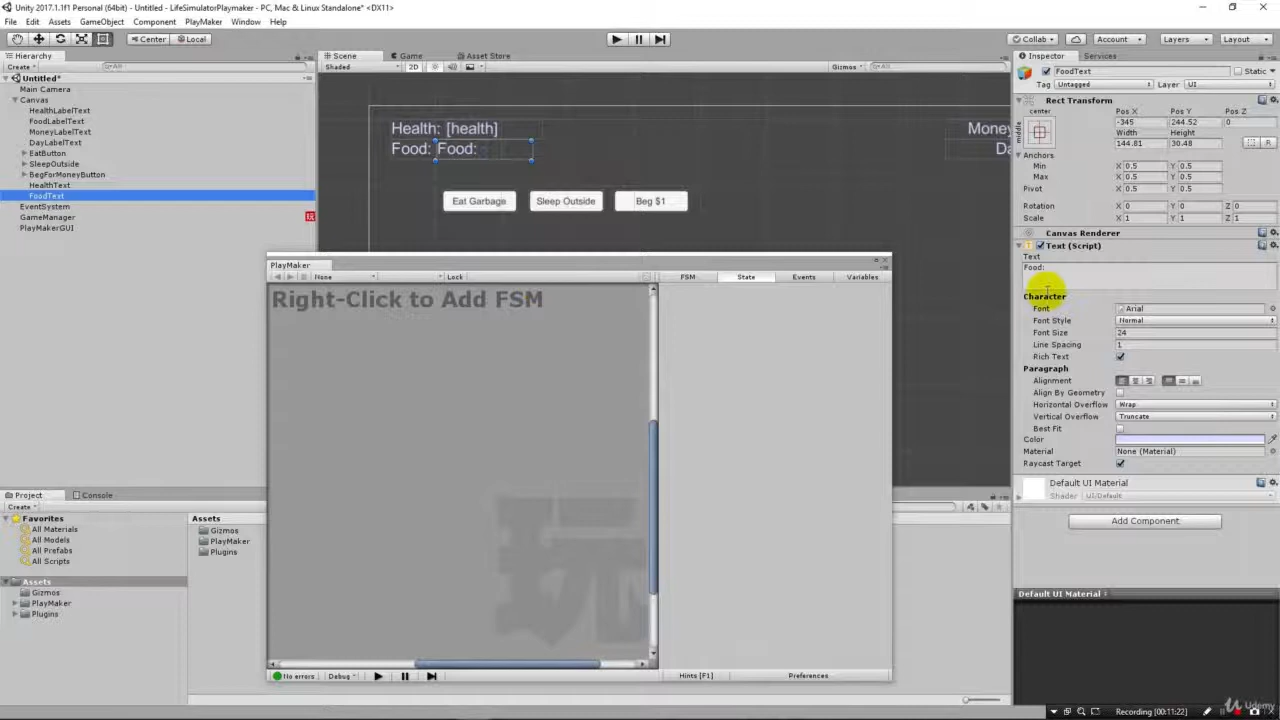 Unity 2017.1.1f1 Personal (64bit) - Untitled - LifeSimulatorPlaymaker - PC, Mac & Linux Standalone* <DX11>
File Edit Assets GameObject Component PlayMaker Window Help
Center Local
Collab Account Layers Layout
Hierarchy
Create All
Untitled*
Main Camera
Canvas
HealthLabelText
FoodLabelText
MoneyLabelText
DayLabelText
EatButton
SleepOutside
BegForMoneyButton
HealthText
FoodText
EventSystem
GameManager
PlayMakerGUI
Scene Game Asset Store
Shaded 2D Gizmos All
Health: [health]
Food: Food:
Money
Da
Eat Garbage Sleep Outside Beg $1
PlayMaker
None Lock FSM State Events Variables
Right-Click to Add FSM
No errors Debug Hints [F1] Preferences
Inspector Services
FoodText Static
Tag Untagged Layer UI
Rect Transform
center
middle
Pos X Pos Y Pos Z
-345 244.52 0
Width Height
144.81 30.48
R
Anchors
Min X 0.5 Y 0.5
Max X 0.5 Y 0.5
Pivot X 0.5 Y 0.5
Rotation X 0 Y 0 Z 0
Scale X 1 Y 1 Z 1
Canvas Renderer
Text (Script)
Text
Food:
Character
Font Arial
Font Style Normal
Font Size 24
Line Spacing 1
Rich Text
Paragraph
Alignment
Align By Geometry
Horizontal Overflow Wrap
Vertical Overflow Truncate
Best Fit
Color
Material None (Material)
Raycast Target
Default UI Material
Shader UI/Default
Add Component
Default UI Material
Project Console
Create
Favorites
All Materials
All Models
All Prefabs
All Scripts
Assets
Gizmos
PlayMaker
Plugins
Assets
Gizmos
PlayMaker
Plugins
Udemy
Recording [00:11:22]